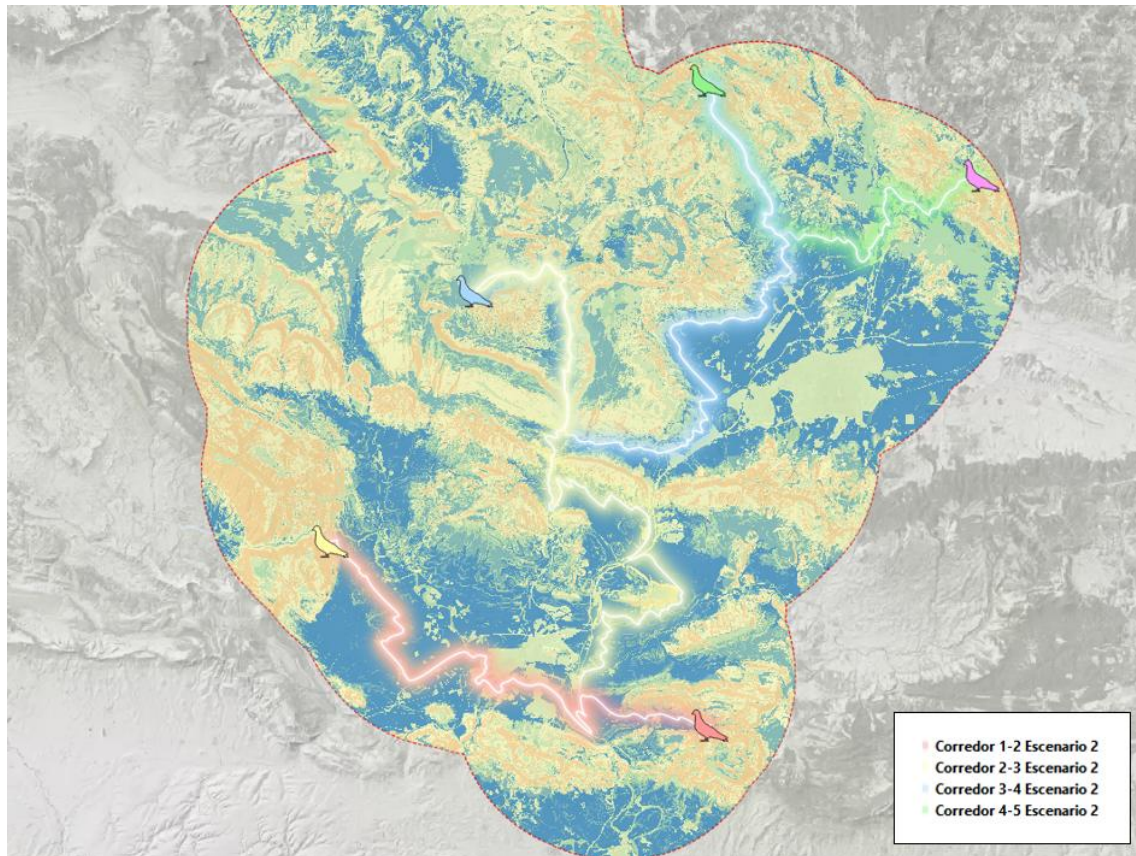 Corredor 1-2 Escenario 2
Corredor 2-3 Escenario 2
Corredor 3-4 Escenario 2
Corredor 4-5 Escenario 2